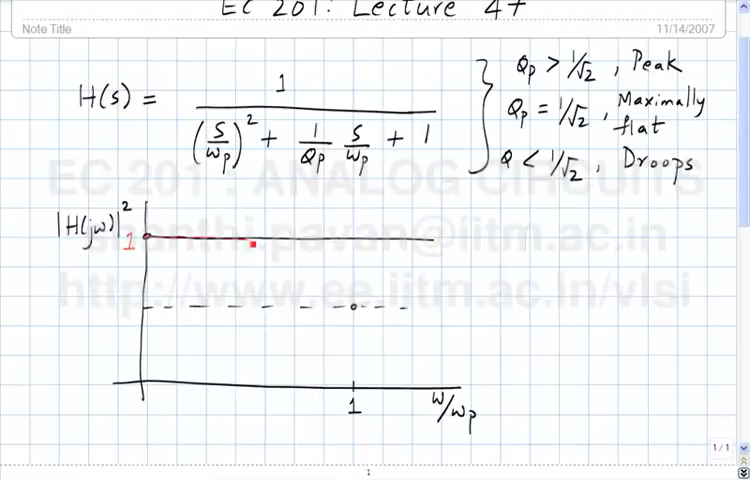 EC 201: Lecture 47
Note Title
11/14/2007
H(s) = 1 / ((s/ωp)² + 1/Qp s/ωp + 1)
Qp > 1/√2 , Peak
Qp = 1/√2 , Maximally flat
Q < 1/√2 , Droops
EC 201 : ANALOG CIRCUITS
shanthi.pavan@iitm.ac.in
http://www.ee.iitm.ac.in/vlsi
|H(jω)|²
1
1
ω/ωp
1/1
1